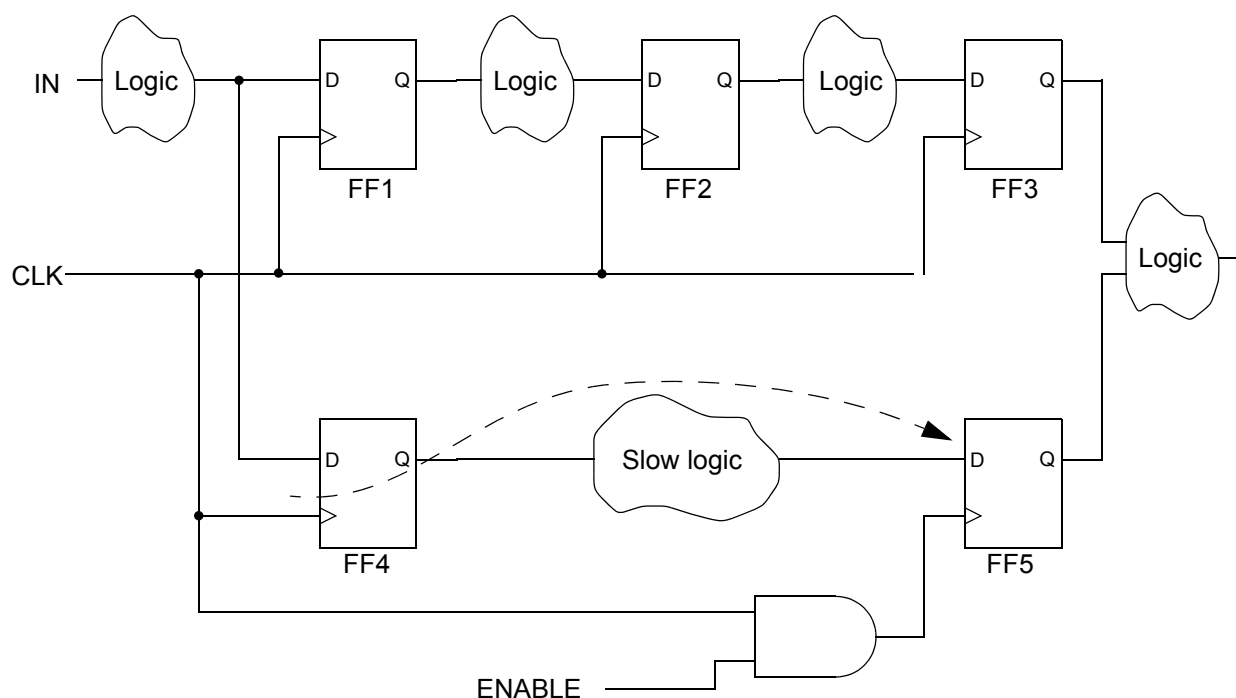 IN
Logic
D
Q
FF1
Logic
D
Q
FF2
Logic
D
Q
FF3
CLK
Logic
D
Q
FF4
Slow logic
D
Q
FF5
ENABLE